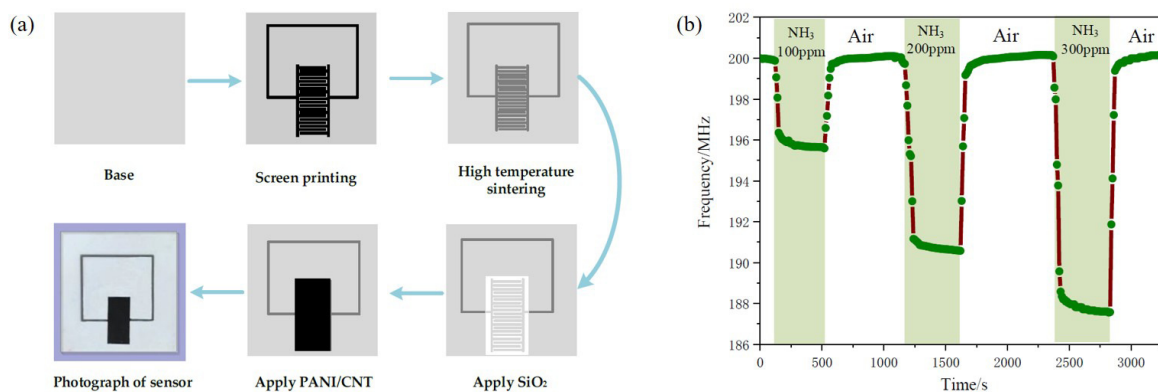 (a)
Base
Screen printing
High temperature
sintering
Photograph of sensor
Apply PANI/CNT
Apply SiO₂
(b)
Frequency/MHz
202
200
198
196
194
192
190
188
186
NH₃
100ppm
Air
NH₃
200ppm
Air
NH₃
300ppm
Air
0
500
1000
1500
2000
2500
3000
Time/s